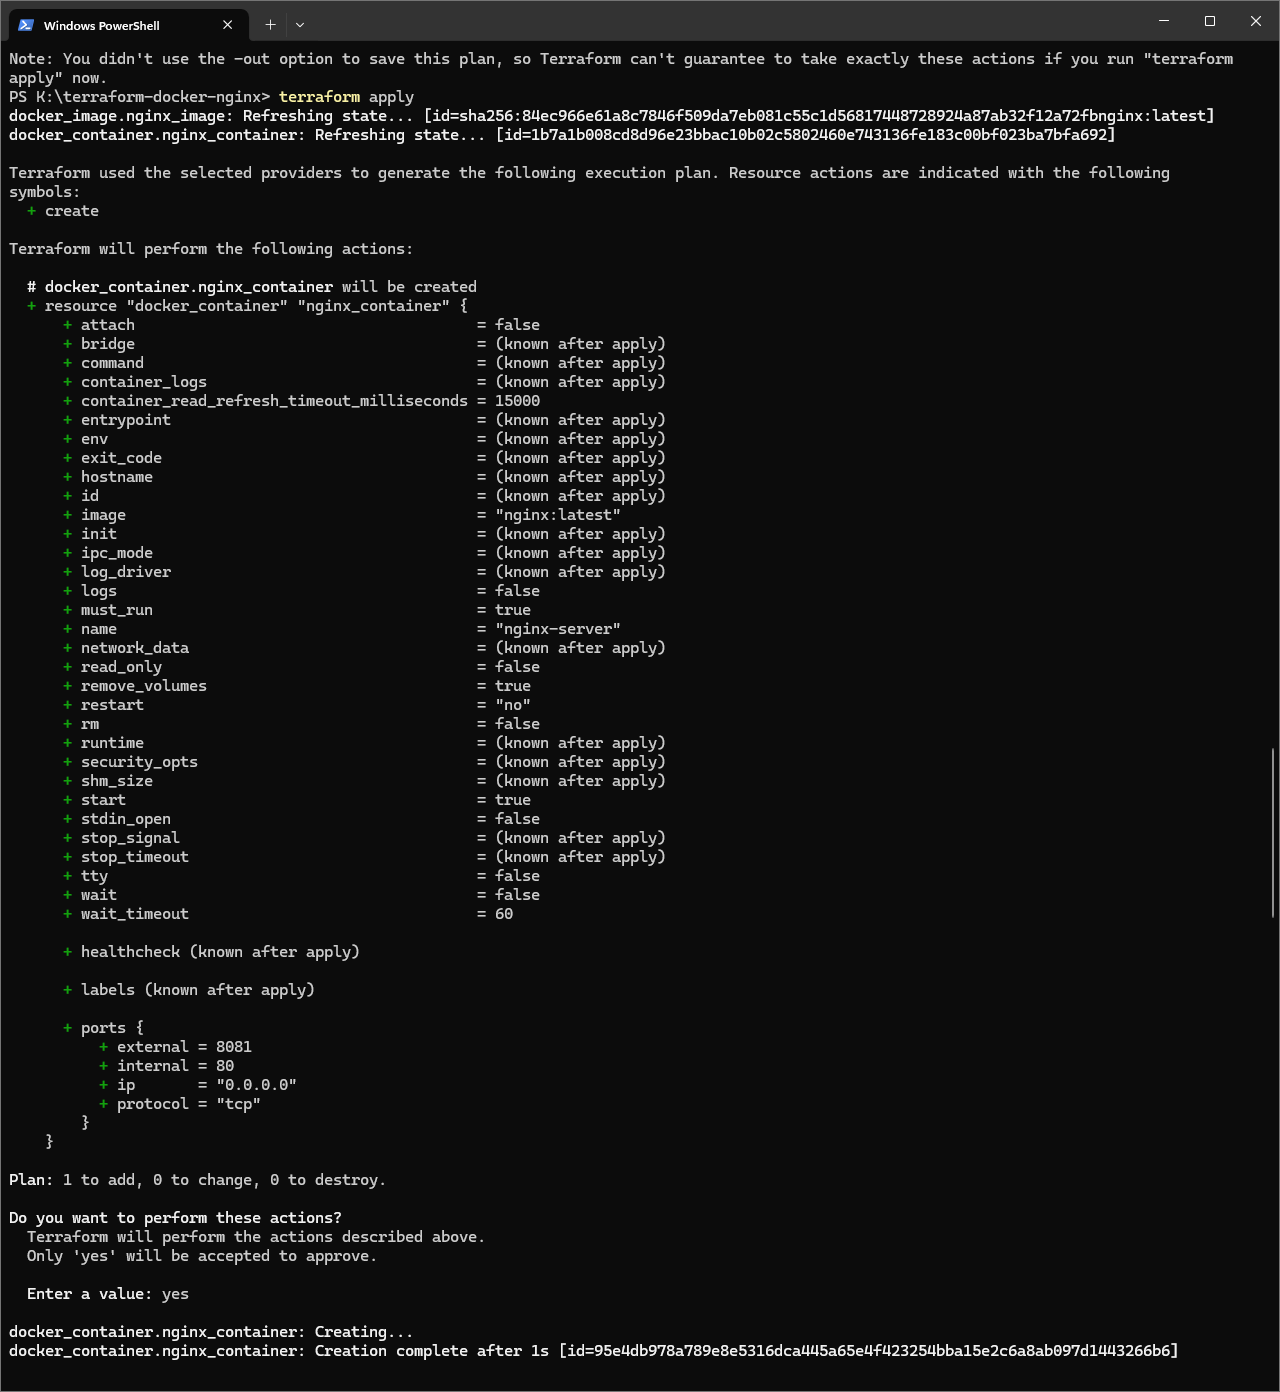 Windows PowerShell
Note: You didn't use the -out option to save this plan, so Terraform can't guarantee to take exactly these actions if you run "terraform
apply" now.
PS K:\terraform-docker-nginx> terraform apply
docker_image.nginx_image: Refreshing state... [id=sha256:84ec966e61a8c7846f509da7eb081c55c1d56817448728924a87ab32f12a72fbnginx:latest]
docker_container.nginx_container: Refreshing state... [id=1b7a1b008cd8d96e23bbac10b02c5802460e743136fe183c00bf023ba7bfa692]
Terraform used the selected providers to generate the following execution plan. Resource actions are indicated with the following
symbols:
+ create
Terraform will perform the following actions:
# docker_container.nginx_container will be created
+ resource "docker_container" "nginx_container" {
+ attach = false
+ bridge = (known after apply)
+ command = (known after apply)
+ container_logs = (known after apply)
+ container_read_refresh_timeout_milliseconds = 15000
+ entrypoint = (known after apply)
+ env = (known after apply)
+ exit_code = (known after apply)
+ hostname = (known after apply)
+ id = (known after apply)
+ image = "nginx:latest"
+ init = (known after apply)
+ ipc_mode = (known after apply)
+ log_driver = (known after apply)
+ logs = false
+ must_run = true
+ name = "nginx-server"
+ network_data = (known after apply)
+ read_only = false
+ remove_volumes = true
+ restart = "no"
+ rm = false
+ runtime = (known after apply)
+ security_opts = (known after apply)
+ shm_size = (known after apply)
+ start = true
+ stdin_open = false
+ stop_signal = (known after apply)
+ stop_timeout = (known after apply)
+ tty = false
+ wait = false
+ wait_timeout = 60
+ healthcheck (known after apply)
+ labels (known after apply)
+ ports {
+ external = 8081
+ internal = 80
+ ip = "0.0.0.0"
+ protocol = "tcp"
}
}
Plan: 1 to add, 0 to change, 0 to destroy.
Do you want to perform these actions?
Terraform will perform the actions described above.
Only 'yes' will be accepted to approve.
Enter a value: yes
docker_container.nginx_container: Creating...
docker_container.nginx_container: Creation complete after 1s [id=95e4db978a789e8e5316dca445a65e4f423254bba15e2c6a8ab097d1443266b6]